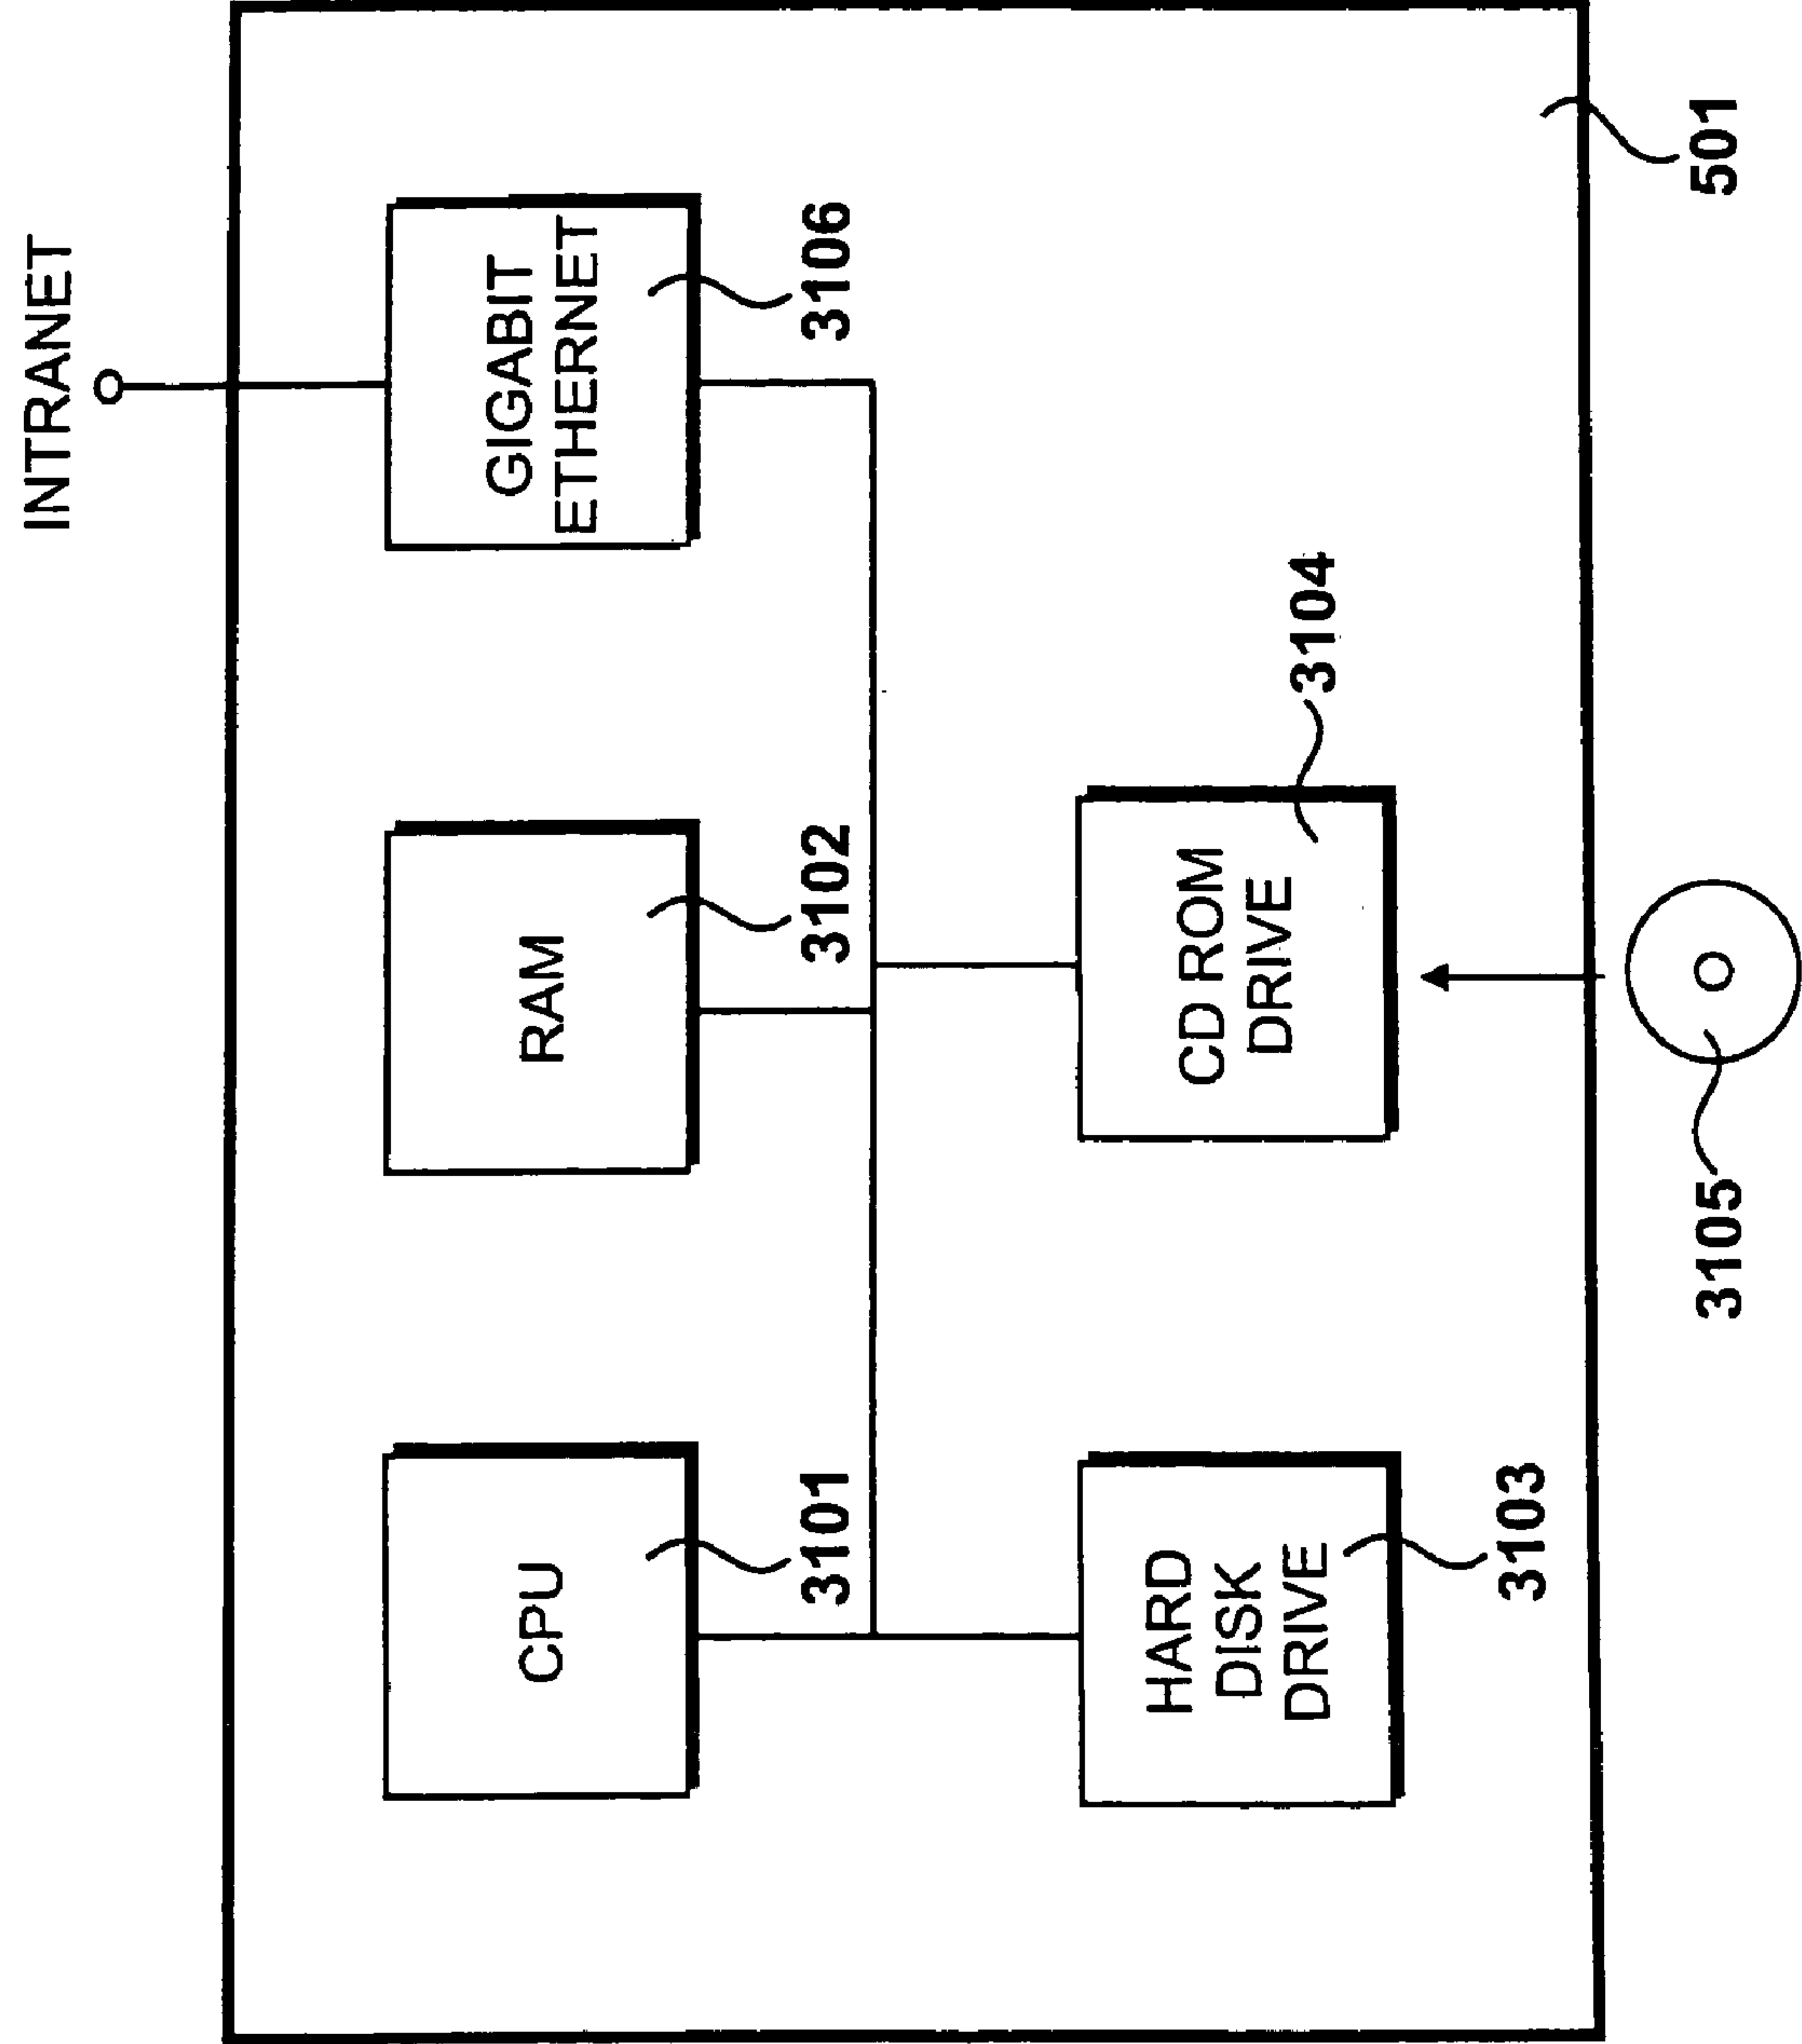 INTRANET
CPU
RAM
GIGABIT
ETHERNET
3101
3102
3106
HARD
DISK
DRIVE
CD ROM
DRIVE
3104
3103
3105
501